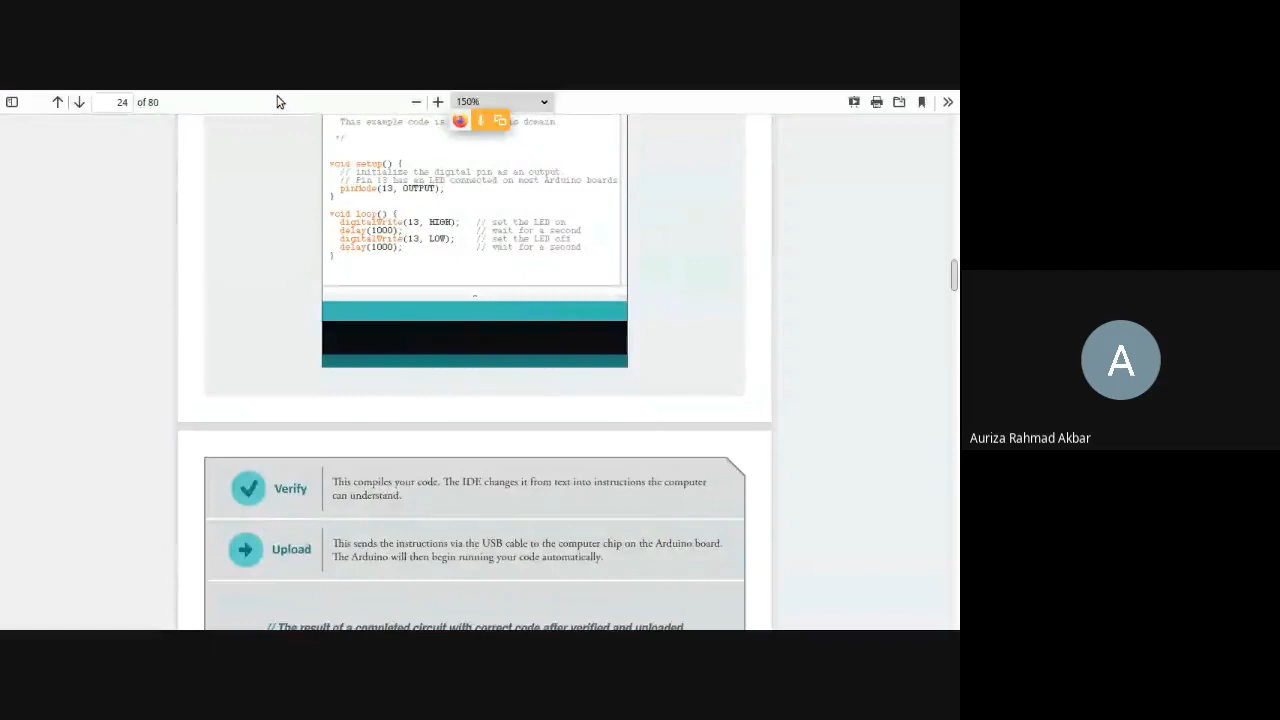 24 of 80
150%
This example code is s domain
*/
void setup() {
// initialize the digital pin as an output
// Pin 13 has an LED connected on most Arduino boards
pinMode(13, OUTPUT);
}
void loop() {
digitalWrite(13, HIGH); // set the LED on
delay(1000); // wait for a second
digitalWrite(13, LOW); // set the LED off
delay(1000); // wait for a second
}
Verify
This compiles your code. The IDE changes it from text into instructions the computer
can understand.
Upload
This sends the instructions via the USB cable to the computer chip on the Arduino board.
The Arduino will then begin running your code automatically.
// The result of a completed circuit with correct code after verified and uploaded
A
Auriza Rahmad Akbar